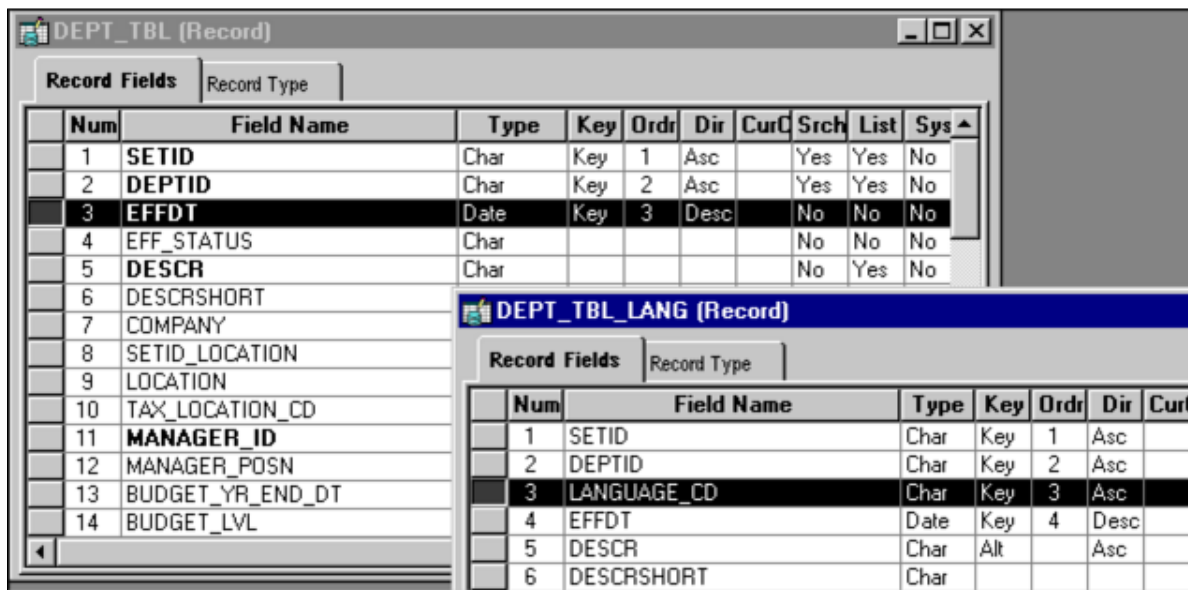 DEPT_TBL (Record)
Record Fields Record Type
Num Field Name Type Key Ordr Dir CurC Srch List Sys
1 SETID Char Key 1 Asc Yes Yes No
2 DEPTID Char Key 2 Asc Yes Yes No
3 EFFDT Date Key 3 Desc No No No
4 EFF_STATUS Char No No No
5 DESCR Char No Yes No
6 DESCRSHORT
7 COMPANY
8 SETID_LOCATION
9 LOCATION
10 TAX_LOCATION_CD
11 MANAGER_ID
12 MANAGER_POSN
13 BUDGET_YR_END_DT
14 BUDGET_LVL
DEPT_TBL_LANG (Record)
Record Fields Record Type
Num Field Name Type Key Ordr Dir Cur
1 SETID Char Key 1 Asc
2 DEPTID Char Key 2 Asc
3 LANGUAGE_CD Char Key 3 Asc
4 EFFDT Date Key 4 Desc
5 DESCR Char Alt Asc
6 DESCRSHORT Char